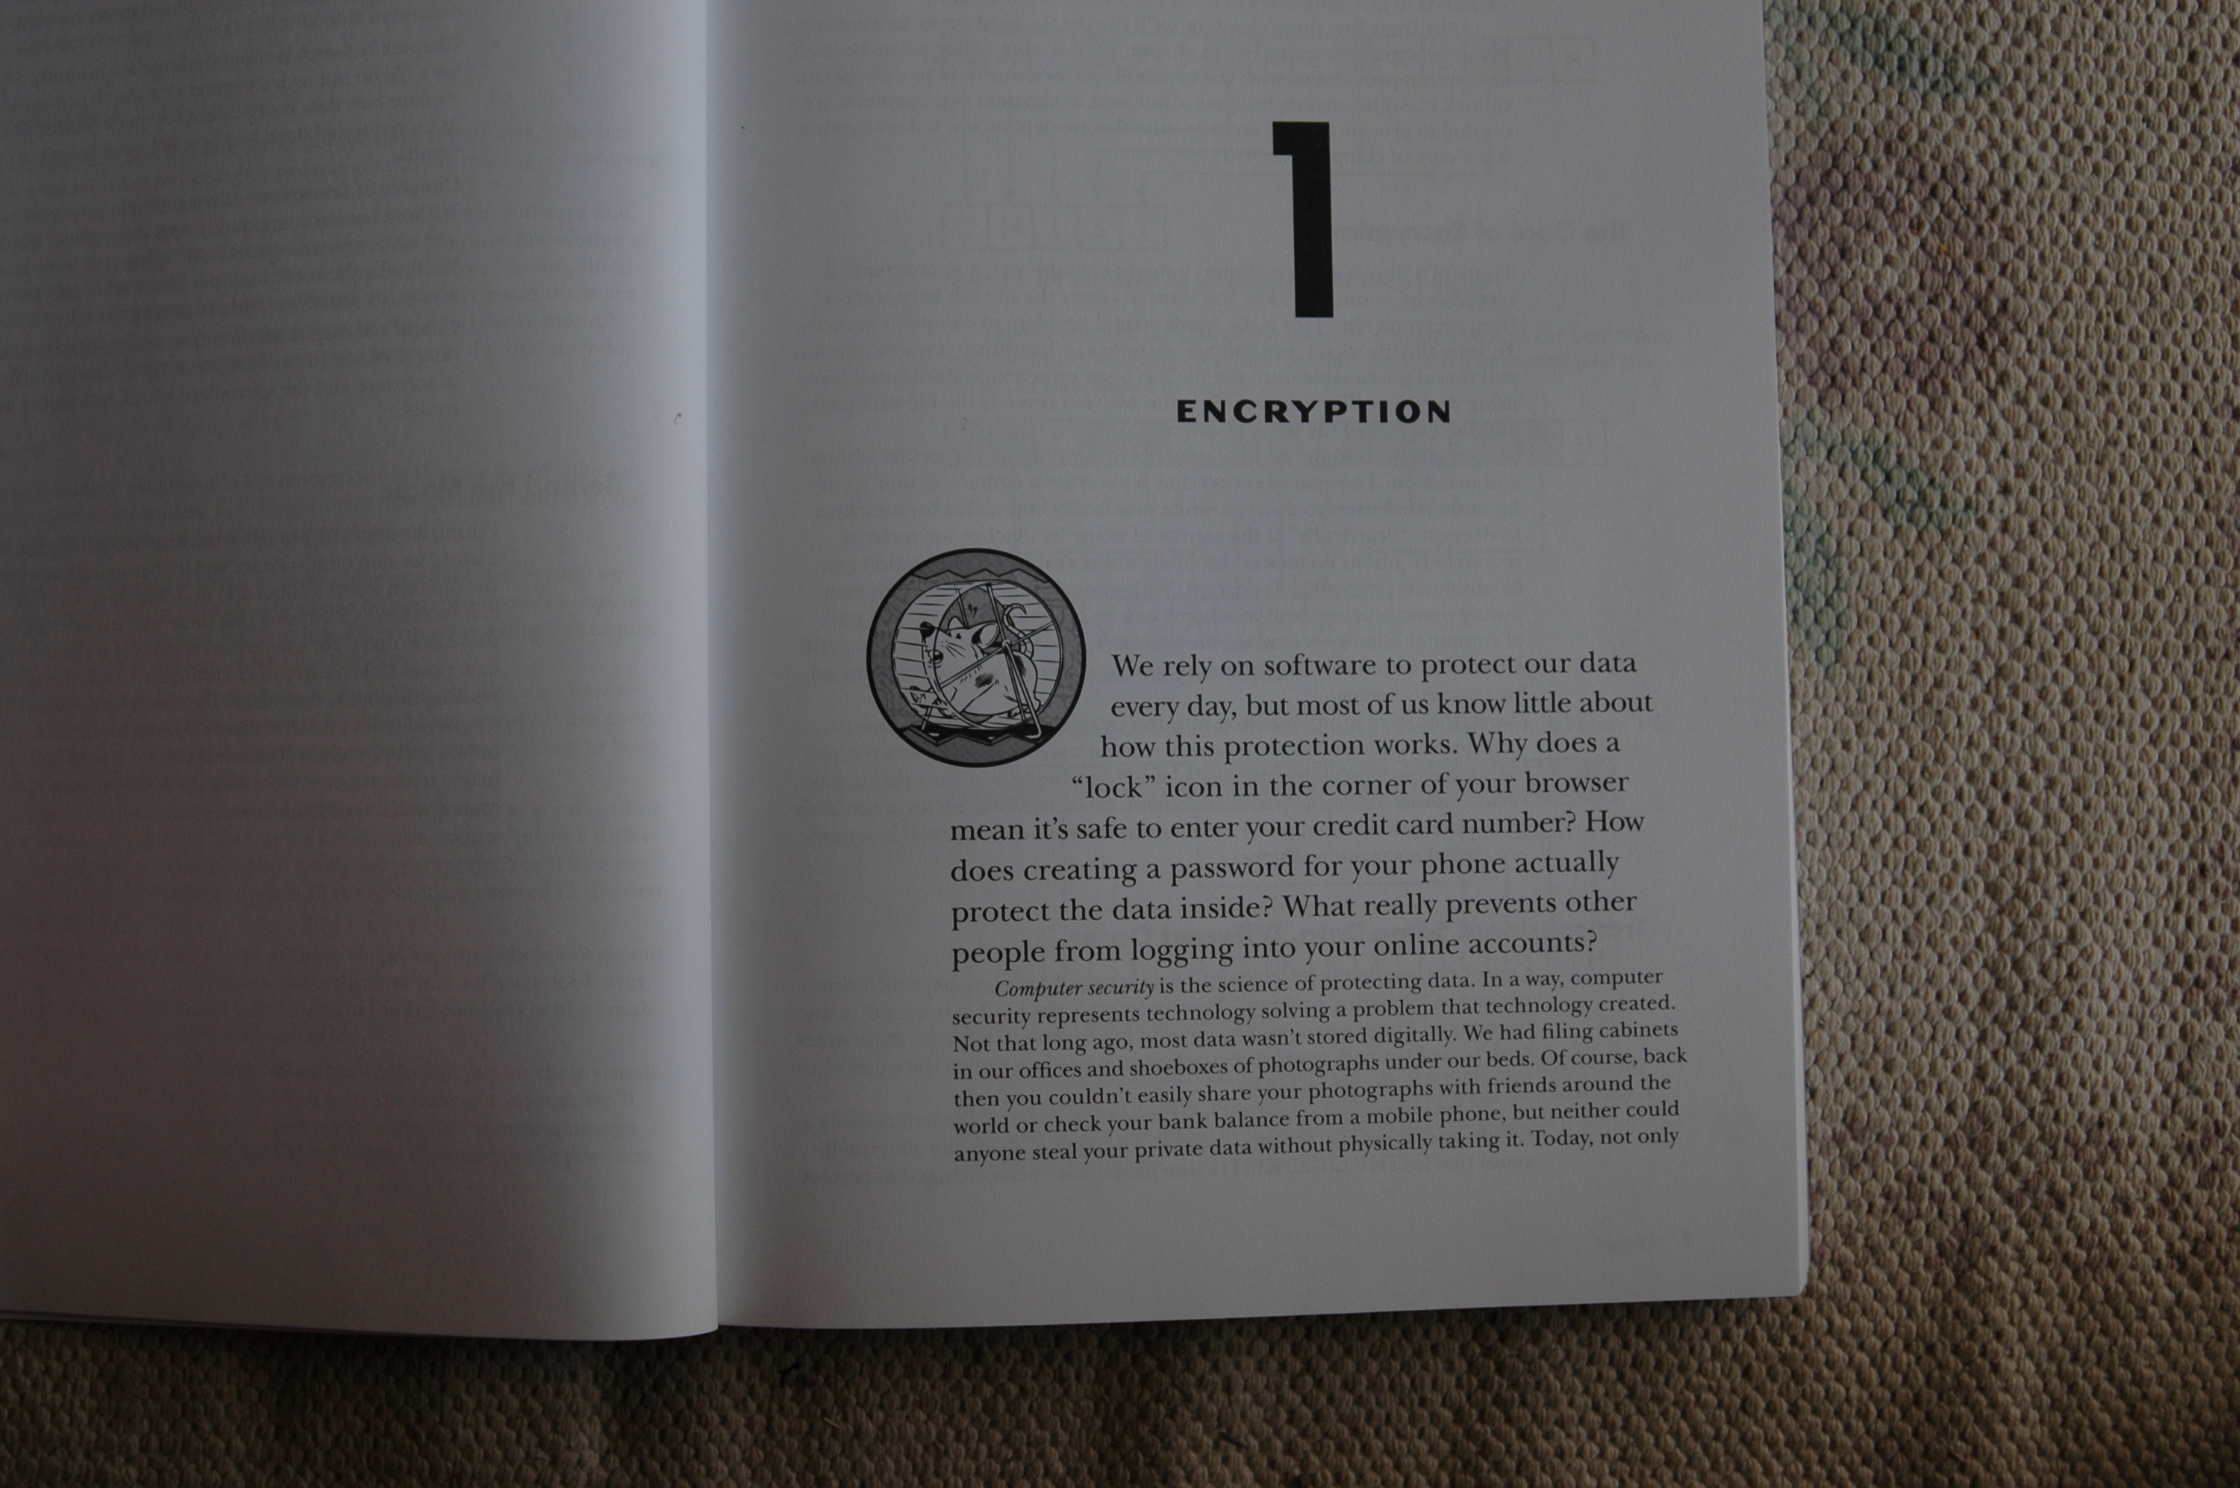 1
ENCRYPTION
We rely on software to protect our data
every day, but most of us know little about
how this protection works. Why does a
“lock” icon in the corner of your browser
mean it’s safe to enter your credit card number? How
does creating a password for your phone actually
protect the data inside? What really prevents other
people from logging into your online accounts?
Computer security is the science of protecting data. In a way, computer
security represents technology solving a problem that technology created.
Not that long ago, most data wasn’t stored digitally. We had filing cabinets
in our offices and shoeboxes of photographs under our beds. Of course, back
then you couldn’t easily share your photographs with friends around the
world or check your bank balance from a mobile phone, but neither could
anyone steal your private data without physically taking it. Today, not only